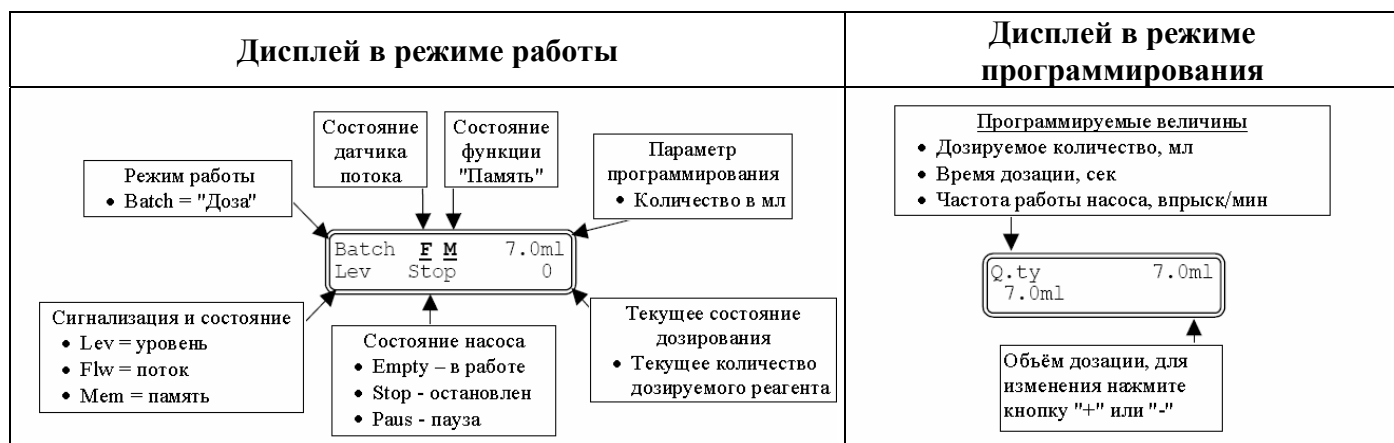 Дисплей в режиме работы
Дисплей в режиме
программирования
Состояние
датчика
потока
Состояние
функции
"Память"
Режим работы
• Batch = "Доза"
Параметр
программирования
• Количество в мл
Batch F M 7.0ml
Lev Stop 0
Сигнализация и состояние
• Lev = уровень
• Flw = поток
• Mem = память
Состояние насоса
• Empty – в работе
• Stop - остановлен
• Paus - пауза
Текущее состояние
дозирования
• Текущее количество
дозируемого реагента
Программируемые величины
• Дозируемое количество, мл
• Время дозации, сек
• Частота работы насоса, впрыск/мин
Q.ty 7.0ml
7.0ml
Объём дозации, для
изменения нажмите
кнопку "+" или "-"